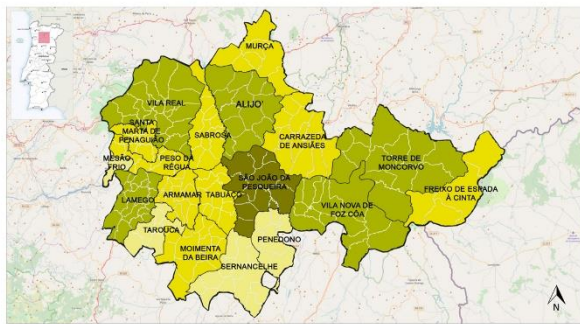 MURÇA
VILA REAL
ALIJÓ
SANTA
MARTA DE
PENAGUIÃO
SABROSA
CARRAZEDA
DE ANSIÃES
MESÃO
FRIO
PESO DA
RÉGUA
SÃO JOÃO DA
PESQUEIRA
TORRE DE
MONCORVO
FREIXO DE ESPADA
À CINTA
LAMEGO
ARMAMAR
TABUAÇO
VILA NOVA DE
FOZ CÔA
TAROUCA
MOIMENTA
DA BEIRA
PENEDONO
SERNANCELHE
N